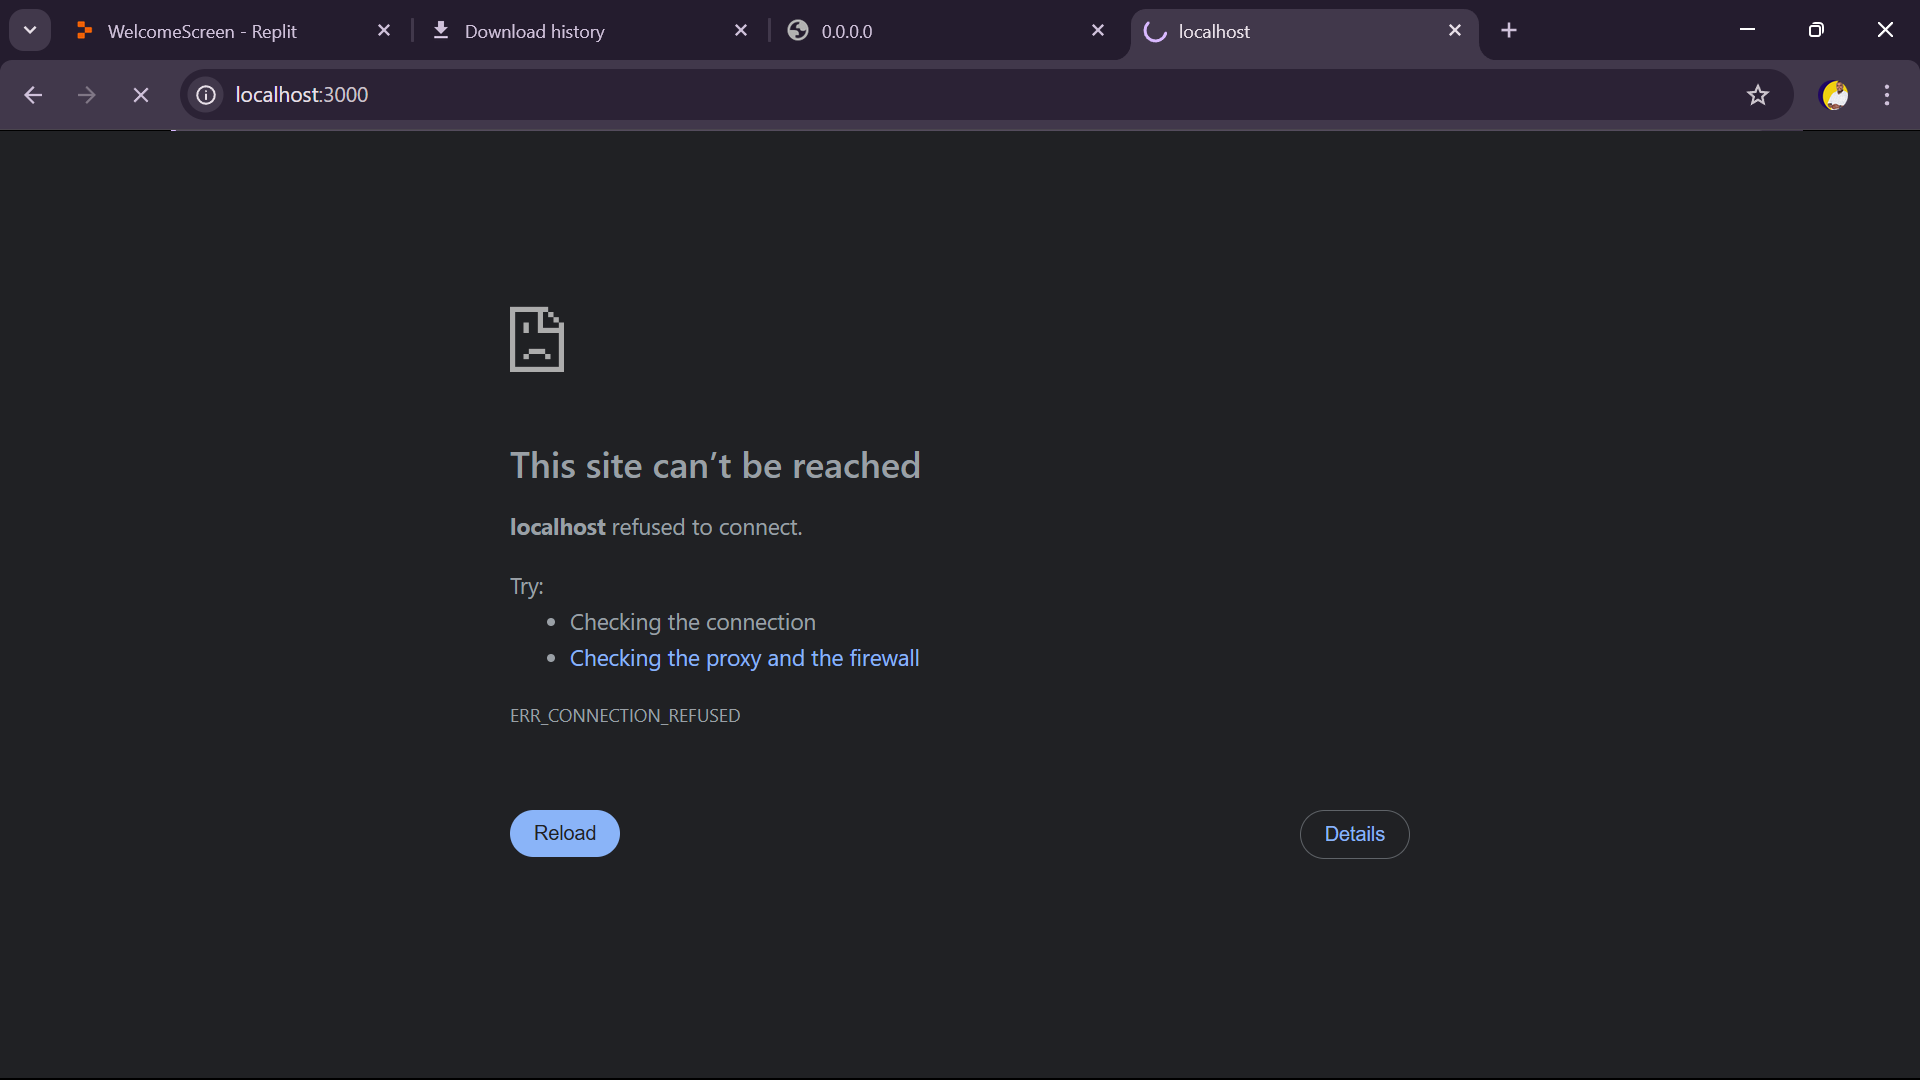 WelcomeScreen - Replit
Download history
0.0.0.0
localhost
localhost:3000
This site can’t be reached
localhost refused to connect.
Try:
• Checking the connection
• Checking the proxy and the firewall
ERR_CONNECTION_REFUSED
Reload
Details